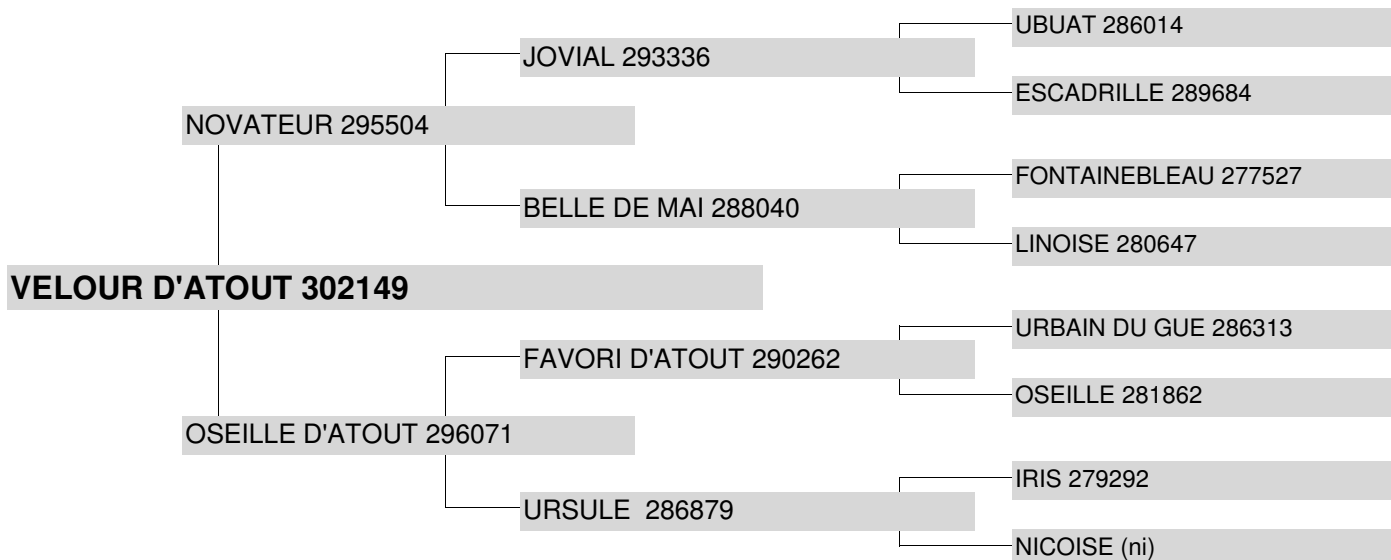 UBUAT 286014
JOVIAL 293336
ESCADRILLE 289684
NOVATEUR 295504
FONTAINEBLEAU 277527
BELLE DE MAI 288040
LINOISE 280647
VELOUR D'ATOUT 302149
URBAIN DU GUE 286313
FAVORI D'ATOUT 290262
OSEILLE 281862
OSEILLE D'ATOUT 296071
IRIS 279292
URSULE  286879
NICOISE (ni)